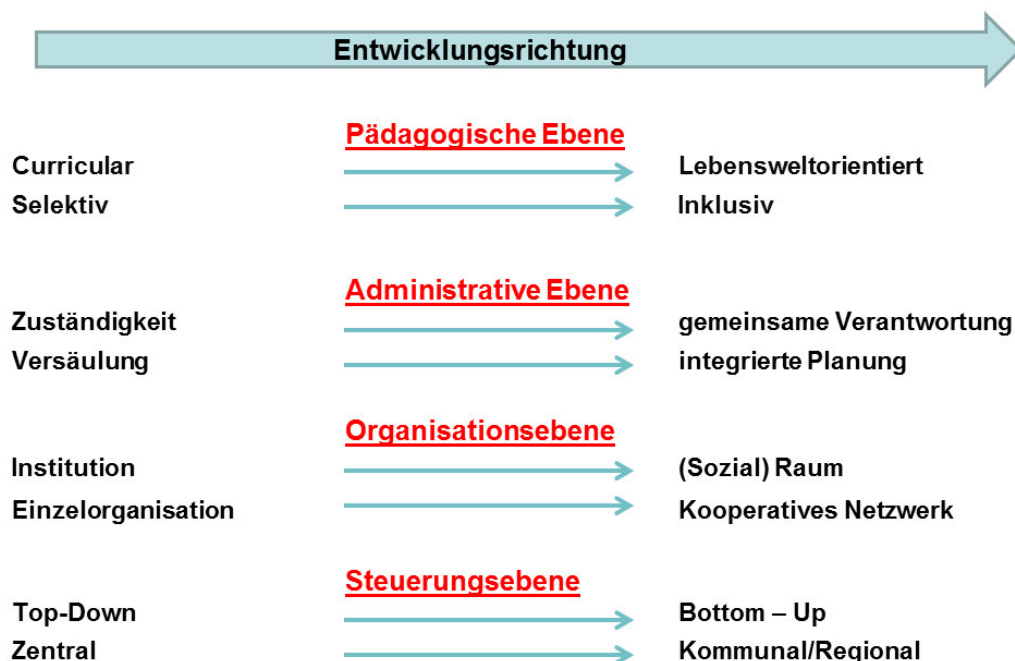 Entwicklungsrichtung
Pädagogische Ebene
Curricular Lebensweltorientiert
Selektiv Inklusiv
Administrative Ebene
Zuständigkeit gemeinsame Verantwortung
Versäulung integrierte Planung
Organisationsebene
Institution (Sozial) Raum
Einzelorganisation Kooperatives Netzwerk
Steuerungsebene
Top-Down Bottom – Up
Zentral Kommunal/Regional